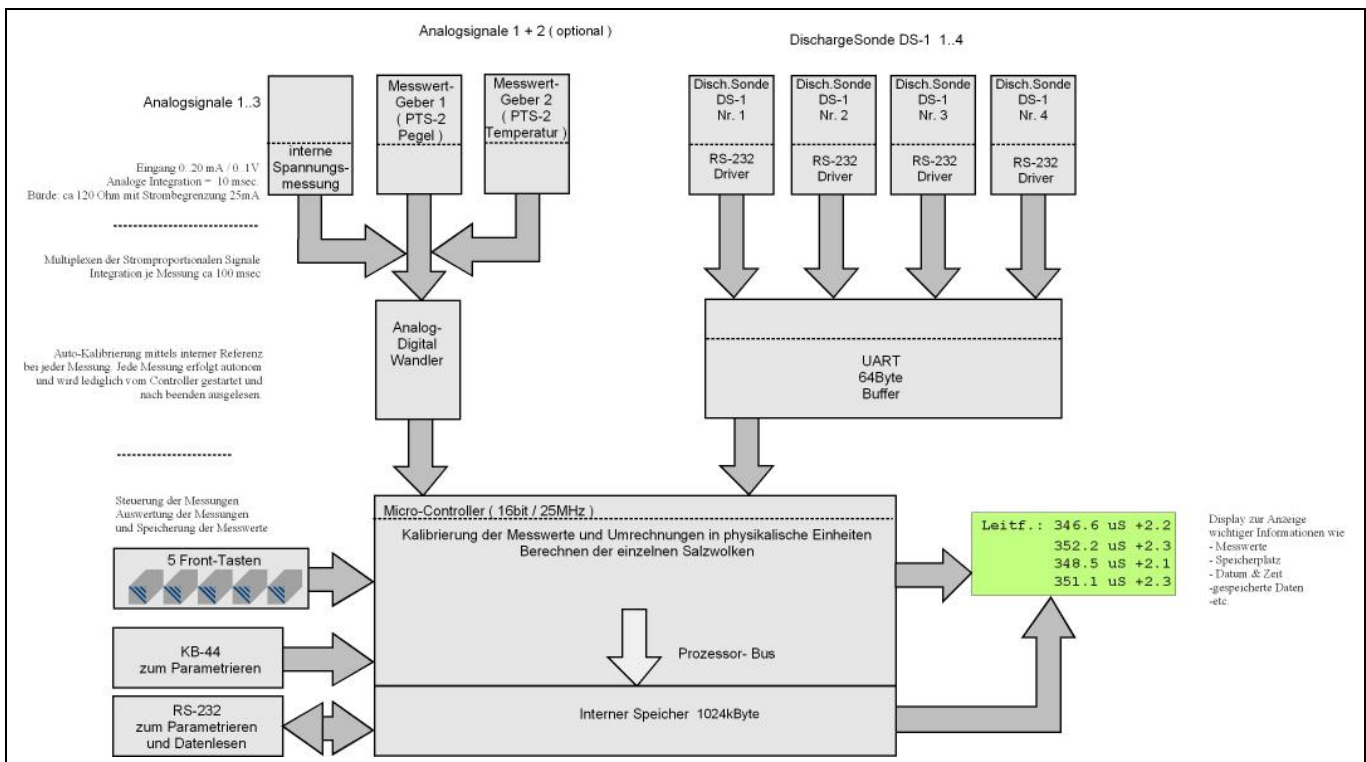 Analogsignale 1 + 2 ( optional )
DischargeSonde DS-1 1..4
Analogsignale 1..3
interne
Spannungs-
messung
Messwert-
Geber 1
( PTS-2
Pegel )
Messwert-
Geber 2
( PTS-2
Temperatur )
Disch.Sonde
DS-1
Nr. 1
RS-232
Driver
Disch.Sonde
DS-1
Nr. 2
RS-232
Driver
Disch.Sonde
DS-1
Nr. 3
RS-232
Driver
Disch.Sonde
DS-1
Nr. 4
RS-232
Driver
Eingang 0..20 mA / 0..1V.
Analoge Integration = 10 msec.
Bürde: ca 120 Ohm mit Strombegrenzung 25mA
Multiplexen der Stromproportionalen Signale
Integration je Messung ca 100 msec
Analog-
Digital
Wandler
UART
64Byte
Buffer
Auto-Kalibrierung mittels interner Referenz
bei jeder Messung. Jede Messung erfolgt autonom
und wird lediglich vom Controller gestartet und
nach beenden ausgelesen.
Steuerung der Messungen
Auswertung der Messungen
und Speicherung der Messwerte
Micro-Controller ( 16bit / 25MHz )
Kalibrierung der Messwerte und Umrechnungen in physikalische Einheiten
Berechnen der einzelnen Salzwolken
5 Front-Tasten
KB-44
zum Parametrieren
RS-232
zum Parametrieren
und Datenlesen
Prozessor- Bus
Interner Speicher 1024kByte
Leitf.: 346.6 uS +2.2
352.2 uS +2.3
348.5 uS +2.1
351.1 uS +2.3
Display zur Anzeige
wichtiger Informationen wie
- Messwerte
- Speicherplatz
- Datum & Zeit
-gespeicherte Daten
-etc.